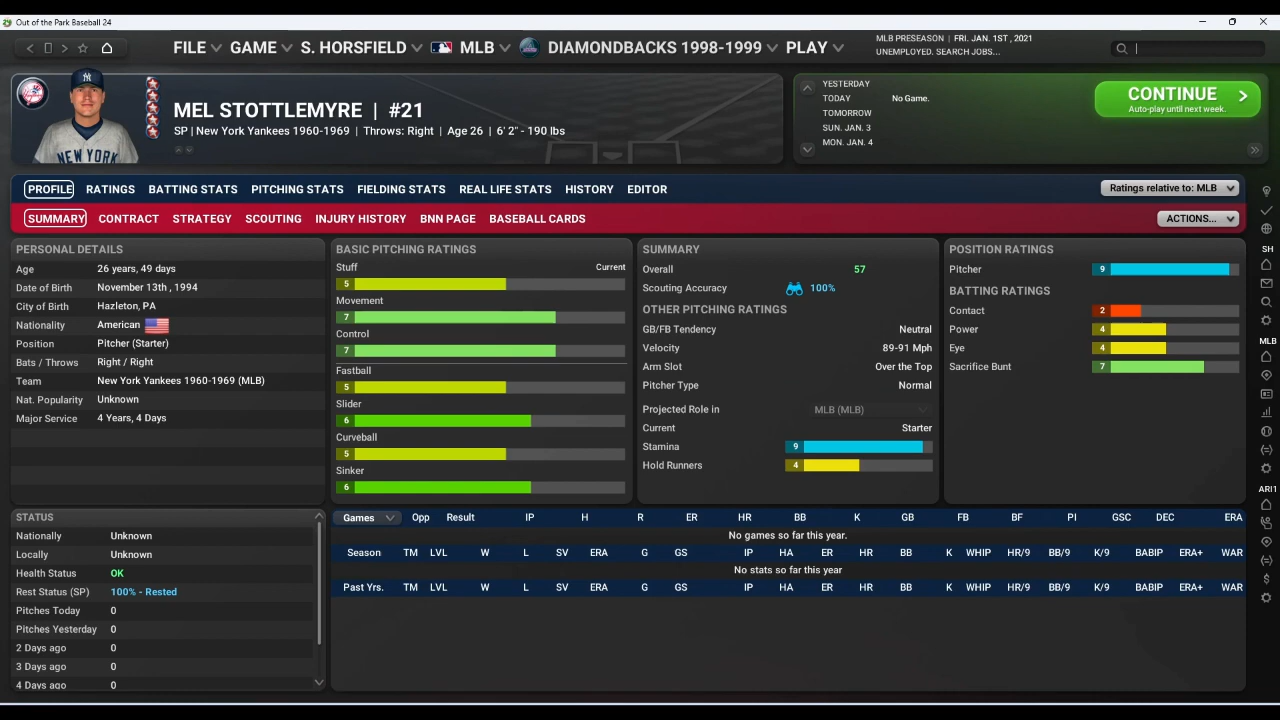 Out of the Park Baseball 24
FILE GAME S. HORSFIELD MLB DIAMONDBACKS 1998-1999 PLAY
MLB PRESEASON | FRI. JAN. 1ST , 2021
UNEMPLOYED. SEARCH JOBS...
MEL STOTTLEMYRE | #21
SP | New York Yankees 1960-1969 | Throws: Right | Age 26 | 6' 2" - 190 lbs
NEW YORK
YESTERDAY
TODAY No Game.
TOMORROW
SUN. JAN. 3
MON. JAN. 4
CONTINUE
Auto-play until next week.
PROFILE RATINGS BATTING STATS PITCHING STATS FIELDING STATS REAL LIFE STATS HISTORY EDITOR
Ratings relative to: MLB
SUMMARY CONTRACT STRATEGY SCOUTING INJURY HISTORY BNN PAGE BASEBALL CARDS
ACTIONS...
PERSONAL DETAILS
Age 26 years, 49 days
Date of Birth November 13th , 1994
City of Birth Hazleton, PA
Nationality American
Position Pitcher (Starter)
Bats / Throws Right / Right
Team New York Yankees 1960-1969 (MLB)
Nat. Popularity Unknown
Major Service 4 Years, 4 Days
BASIC PITCHING RATINGS
Stuff Current
5
Movement
7
Control
7
Fastball
5
Slider
6
Curveball
5
Sinker
6
SUMMARY
Overall 57
Scouting Accuracy 100%
OTHER PITCHING RATINGS
GB/FB Tendency Neutral
Velocity 89-91 Mph
Arm Slot Over the Top
Pitcher Type Normal
Projected Role in MLB (MLB)
Current Starter
Stamina 9
Hold Runners 4
POSITION RATINGS
Pitcher 9
BATTING RATINGS
Contact 2
Power 4
Eye 4
Sacrifice Bunt 7
SH
MLB
ARI1
STATUS
Nationally Unknown
Locally Unknown
Health Status OK
Rest Status (SP) 100% - Rested
Pitches Today 0
Pitches Yesterday 0
2 Days ago 0
3 Days ago 0
4 Days ago 0
Games Opp Result IP H R ER HR BB K GB FB BF PI GSC DEC ERA
No games so far this year.
Season TM LVL W L SV ERA G GS IP HA ER HR BB K WHIP HR/9 BB/9 K/9 BABIP ERA+ WAR
No stats so far this year
Past Yrs. TM LVL W L SV ERA G GS IP HA ER HR BB K WHIP HR/9 BB/9 K/9 BABIP ERA+ WAR